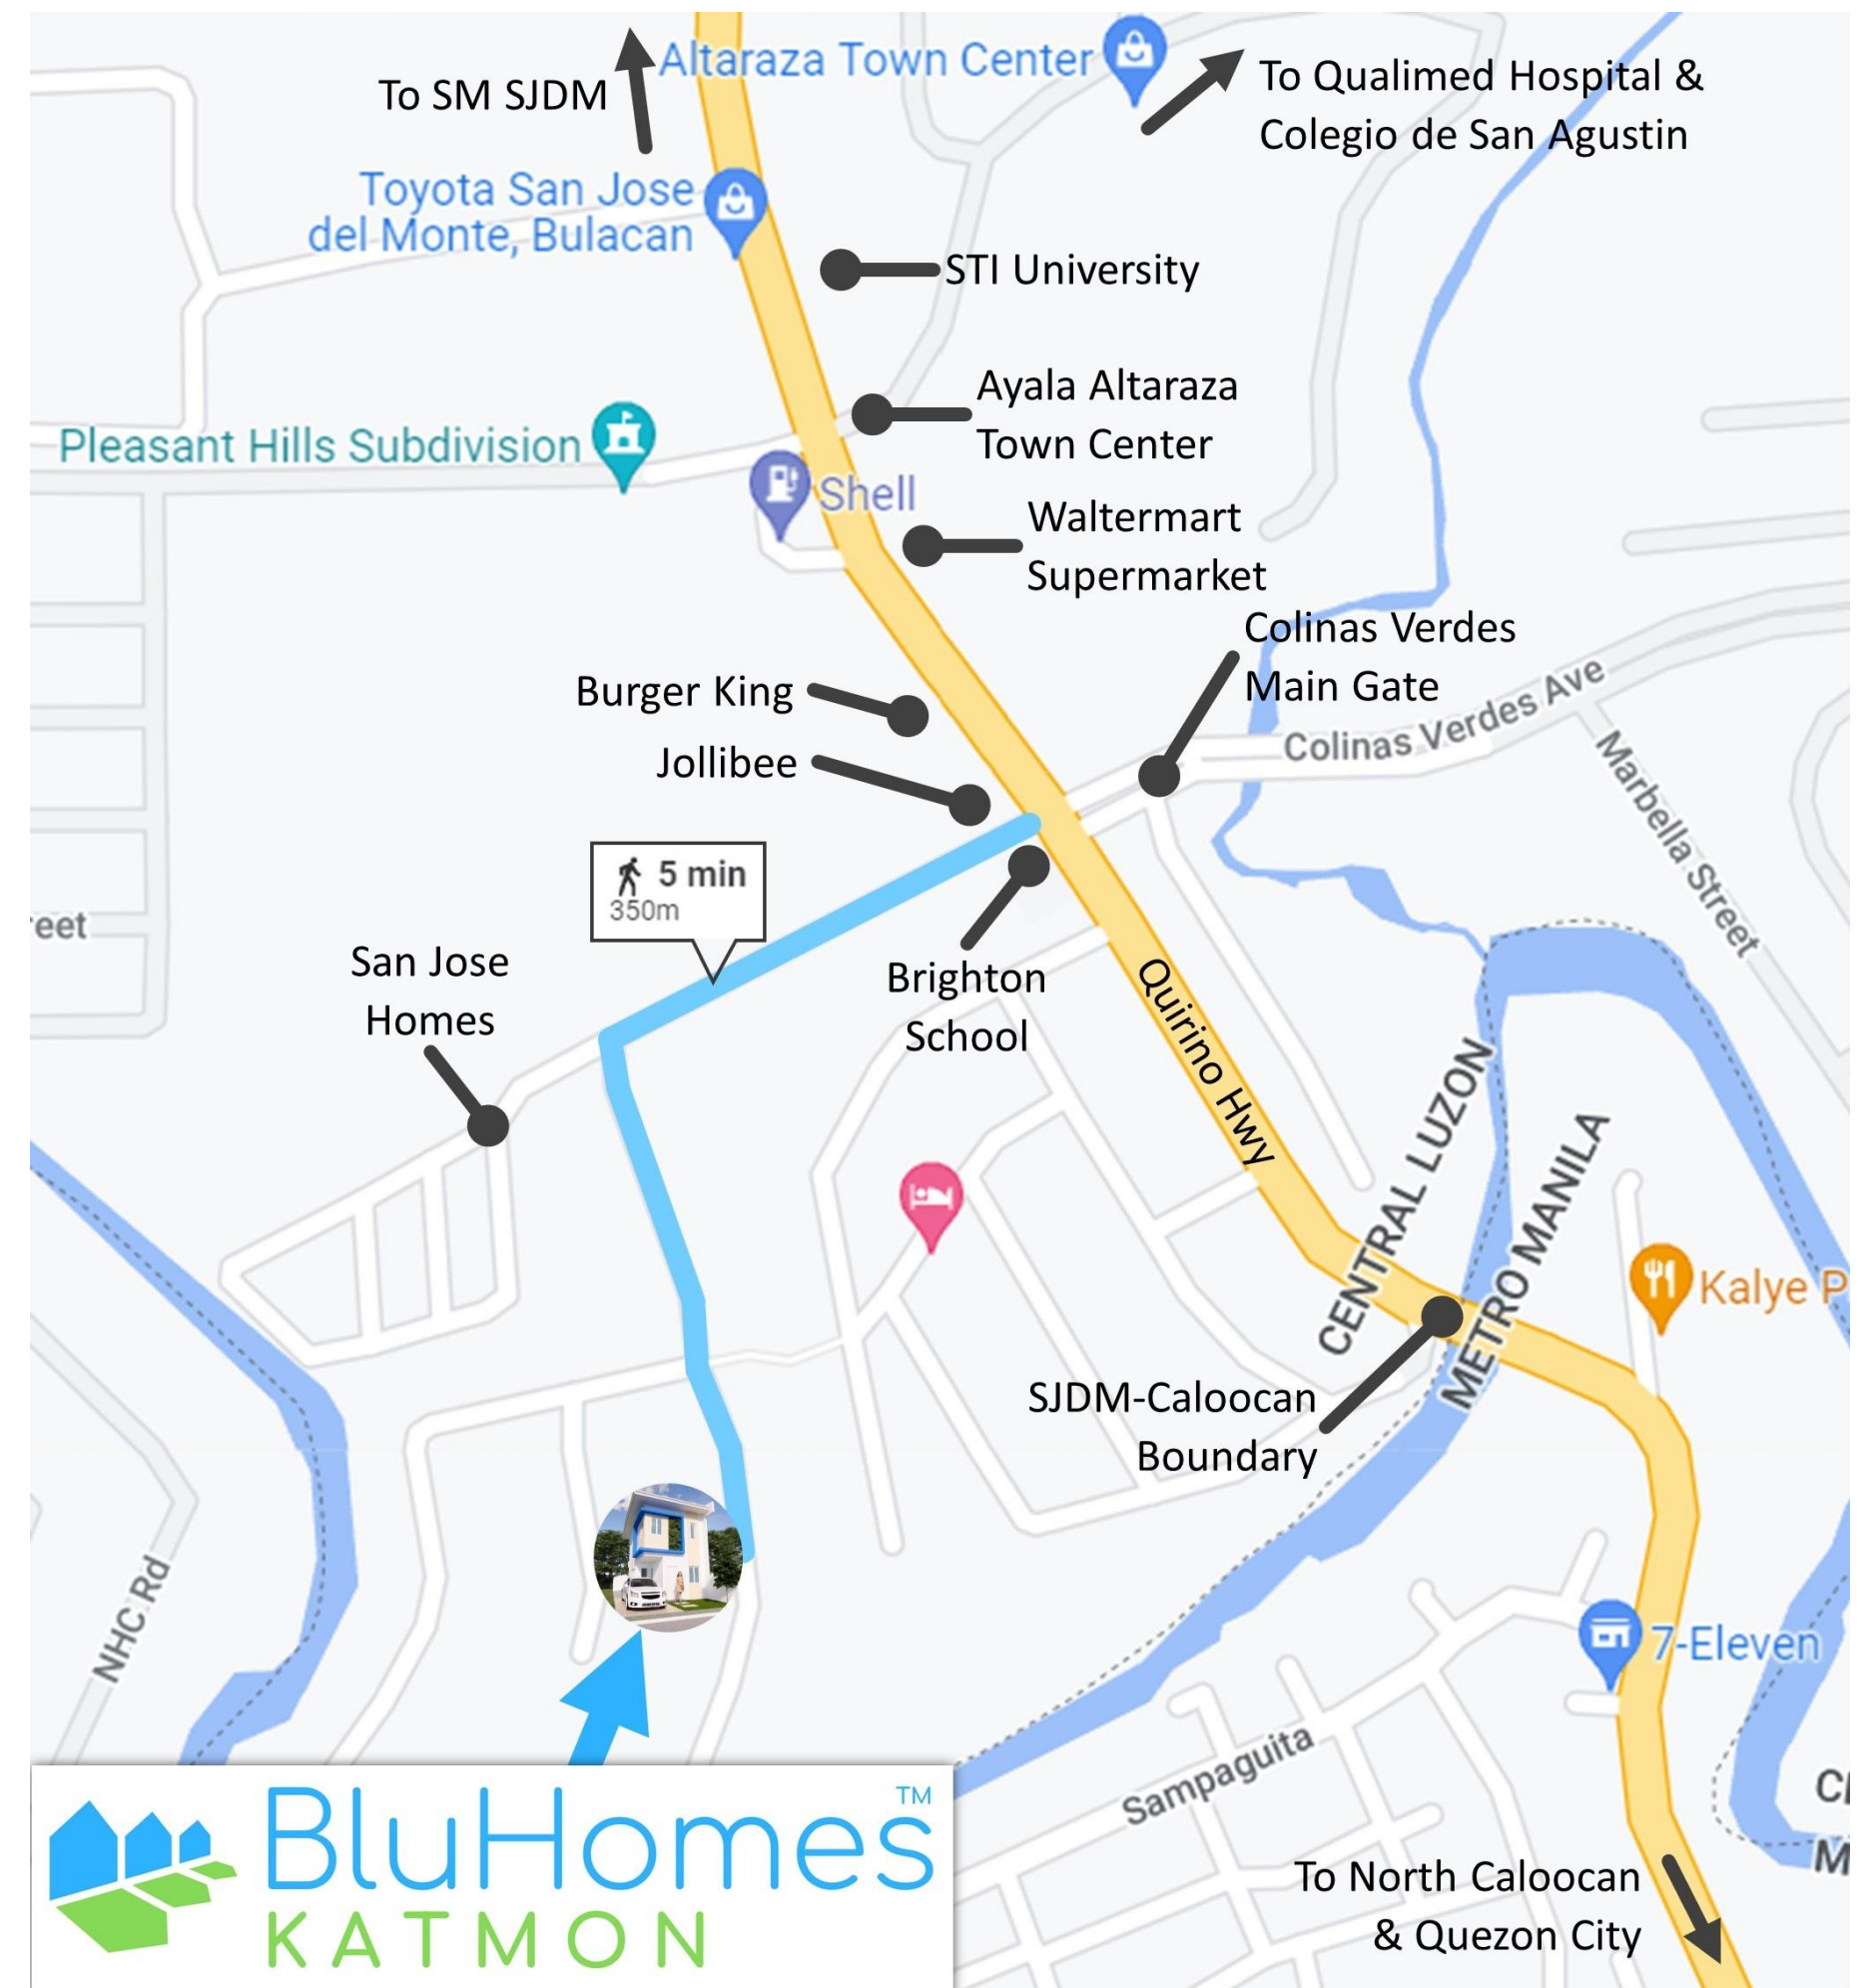 Altaraza Town Center
To SM SJDM
To Qualimed Hospital &
Colegio de San Agustin
Toyota San Jose
del Monte, Bulacan
STI University
Ayala Altaraza
Town Center
Pleasant Hills Subdivision
Shell
Waltermart
Supermarket
Colinas Verdes
Main Gate
Burger King
Colinas Verdes Ave
Jollibee
Marbella Street
5 min
350m
eet
San Jose
Homes
Brighton
School
Quirino Hwy
CENTRAL LUZON
METRO MANILA
Kalye P
SJDM-Caloocan
Boundary
NHC Rd
7-Eleven
Sampaguita
BluHomes™
KATMON
To North Caloocan
& Quezon City